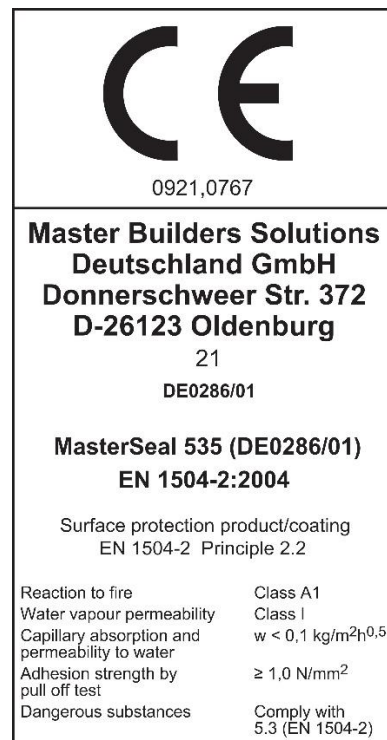 CE
0921,0767
Master Builders Solutions
Deutschland GmbH
Donnerschweer Str. 372
D-26123 Oldenburg
21
DE0286/01
MasterSeal 535 (DE0286/01)
EN 1504-2:2004
Surface protection product/coating
EN 1504-2 Principle 2.2
Reaction to fire Class A1
Water vapour permeability Class I
Capillary absorption and w < 0,1 kg/m²h⁰,⁵
permeability to water
Adhesion strength by ≥ 1,0 N/mm²
pull off test
Dangerous substances Comply with
5.3 (EN 1504-2)